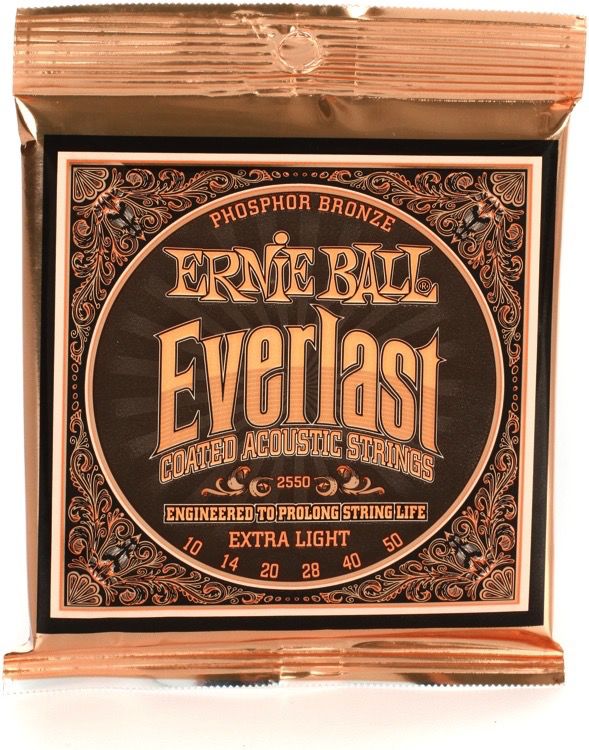 PHOSPHOR BRONZE
ERNIE BALL®
Everlast
COATED ACOUSTIC STRINGS
2550
ENGINEERED TO PROLONG STRING LIFE
EXTRA LIGHT
10 14 20 28 40 50